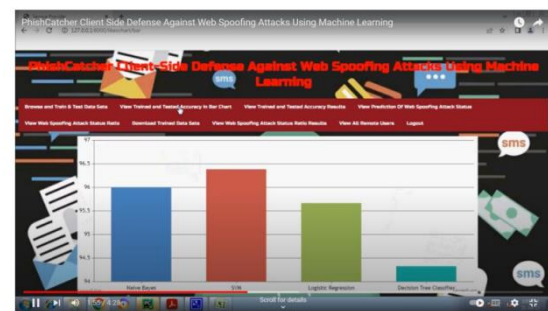 PhishCatcher Client Side Defense Against Web Spoofing Attacks Using Machine Learning
PhishCatcher Client-Side Defense Against Web Spoofing Attacks Using Machine
Learning
sms
Browse and Train & Test Data Sets View Trained and Tested Accuracy in Bar Chart View Trained and Tested Accuracy Results View Prediction Of Web Spoofing Attack Status
View Web Spoofing Attack Status Ratio Download Trained Data Sets View Web Spoofing Attack Status Ratio Results View All Remote Users Logout
sms
97
96.5
96
95.5
95
94.5
94
Naive Bayes SVM Logistic Regression Decision Tree Classifier
sms
Scroll for details